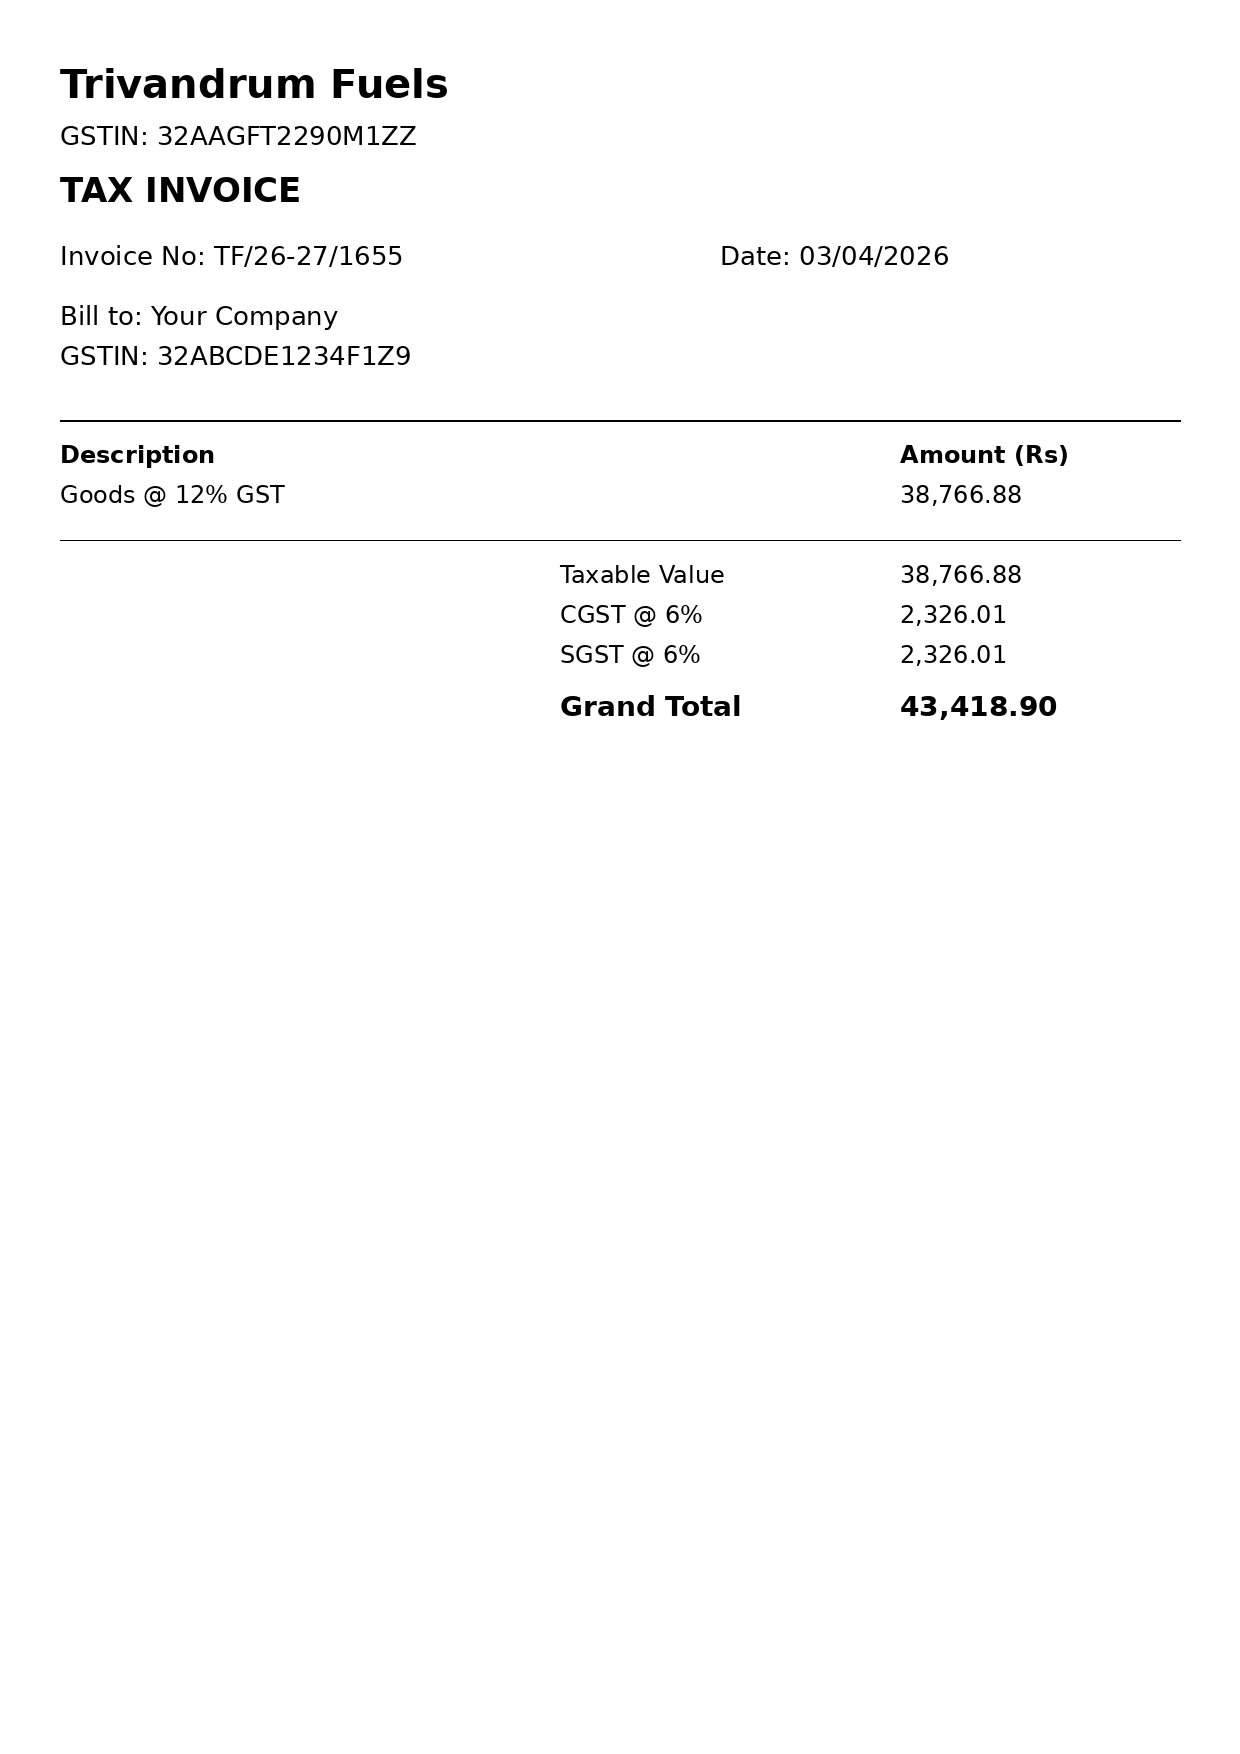 Trivandrum Fuels
GSTIN: 32AAGFT2290M1ZZ
TAX INVOICE
Invoice No: TF/26-27/1655 Date: 03/04/2026
Bill to: Your Company
GSTIN: 32ABCDE1234F1Z9
Description Amount (Rs)
Goods @ 12% GST 38,766.88
Taxable Value 38,766.88
CGST @ 6% 2,326.01
SGST @ 6% 2,326.01
Grand Total 43,418.90